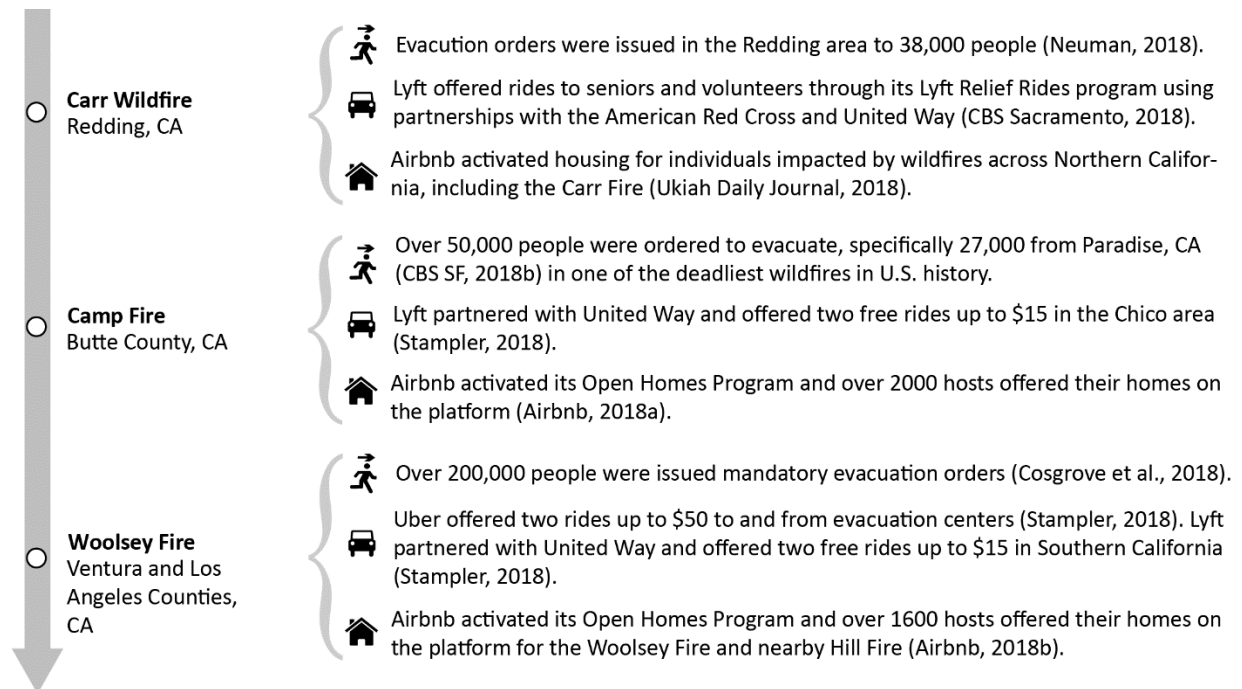 Carr Wildfire
Redding, CA
Evacution orders were issued in the Redding area to 38,000 people (Neuman, 2018).
Lyft offered rides to seniors and volunteers through its Lyft Relief Rides program using
partnerships with the American Red Cross and United Way (CBS Sacramento, 2018).
Airbnb activated housing for individuals impacted by wildfires across Northern Califor-
nia, including the Carr Fire (Ukiah Daily Journal, 2018).
Camp Fire
Butte County, CA
Over 50,000 people were ordered to evacuate, specifically 27,000 from Paradise, CA
(CBS SF, 2018b) in one of the deadliest wildfires in U.S. history.
Lyft partnered with United Way and offered two free rides up to $15 in the Chico area
(Stampler, 2018).
Airbnb activated its Open Homes Program and over 2000 hosts offered their homes on
the platform (Airbnb, 2018a).
Woolsey Fire
Ventura and Los
Angeles Counties,
CA
Over 200,000 people were issued mandatory evacuation orders (Cosgrove et al., 2018).
Uber offered two rides up to $50 to and from evacuation centers (Stampler, 2018). Lyft
partnered with United Way and offered two free rides up to $15 in Southern California
(Stampler, 2018).
Airbnb activated its Open Homes Program and over 1600 hosts offered their homes on
the platform for the Woolsey Fire and nearby Hill Fire (Airbnb, 2018b).